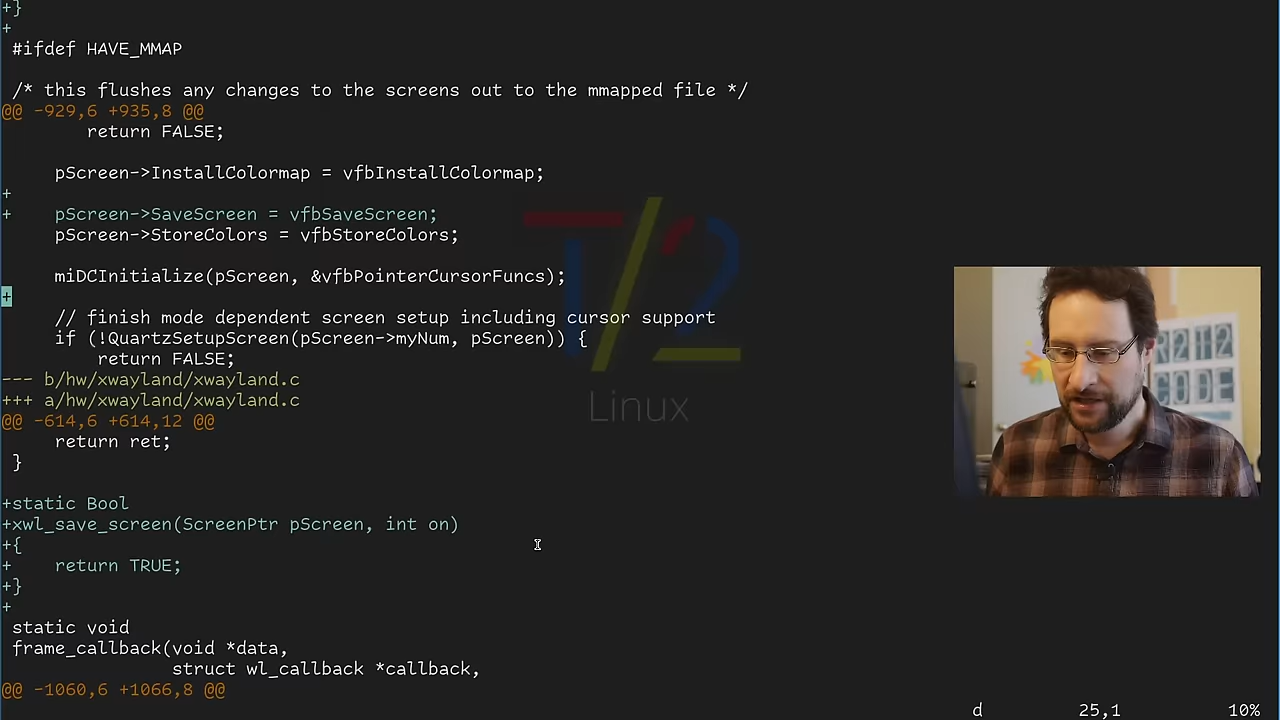 +}
+
#ifdef HAVE_MMAP
/* this flushes any changes to the screens out to the mmapped file */
@@ -929,6 +935,8 @@
return FALSE;
pScreen->InstallColormap = vfbInstallColormap;
+
+    pScreen->SaveScreen = vfbSaveScreen;
pScreen->StoreColors = vfbStoreColors;
miDCInitialize(pScreen, &vfbPointerCursorFuncs);
+
// finish mode dependent screen setup including cursor support
if (!QuartzSetupScreen(pScreen->myNum, pScreen)) {
return FALSE;
--- b/hw/xwayland/xwayland.c
+++ a/hw/xwayland/xwayland.c
@@ -614,6 +614,12 @@
return ret;
}
+static Bool
+xwl_save_screen(ScreenPtr pScreen, int on)
+{
+    return TRUE;
+}
+
static void
frame_callback(void *data,
struct wl_callback *callback,
@@ -1060,6 +1066,8 @@
d 25,1 10%
T/2
Linux
R2T2
CODE